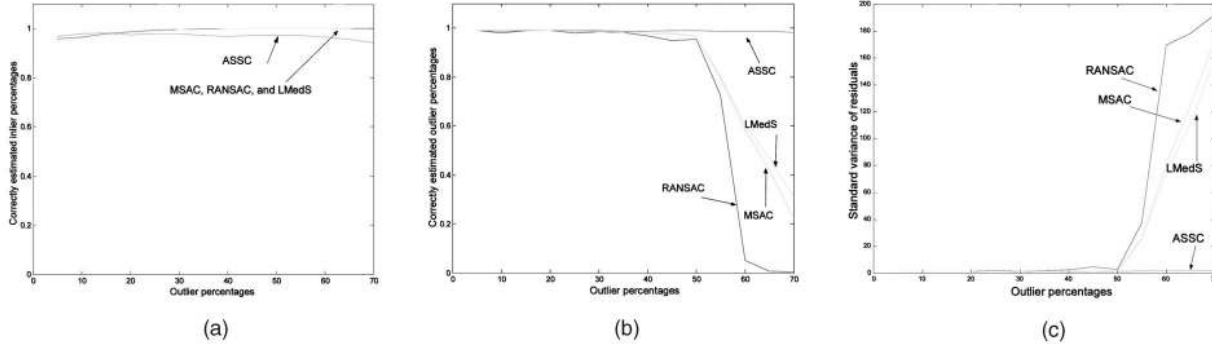 1
0.8
0.6
0.4
0.2
0
0 10 20 30 40 50 60 70
Correctly estimated inlier percentages
Outlier percentages
ASSC
MSAC, RANSAC, and LMedS
(a)
1
0.8
0.6
0.4
0.2
0
0 10 20 30 40 50 60 70
Correctly estimated outlier percentages
Outlier percentages
ASSC
LMedS
RANSAC
MSAC
(b)
200
180
160
140
120
100
80
60
40
20
0
0 10 20 30 40 50 60 70
Standard variance of residuals
Outlier percentages
RANSAC
MSAC
LMedS
ASSC
(c)